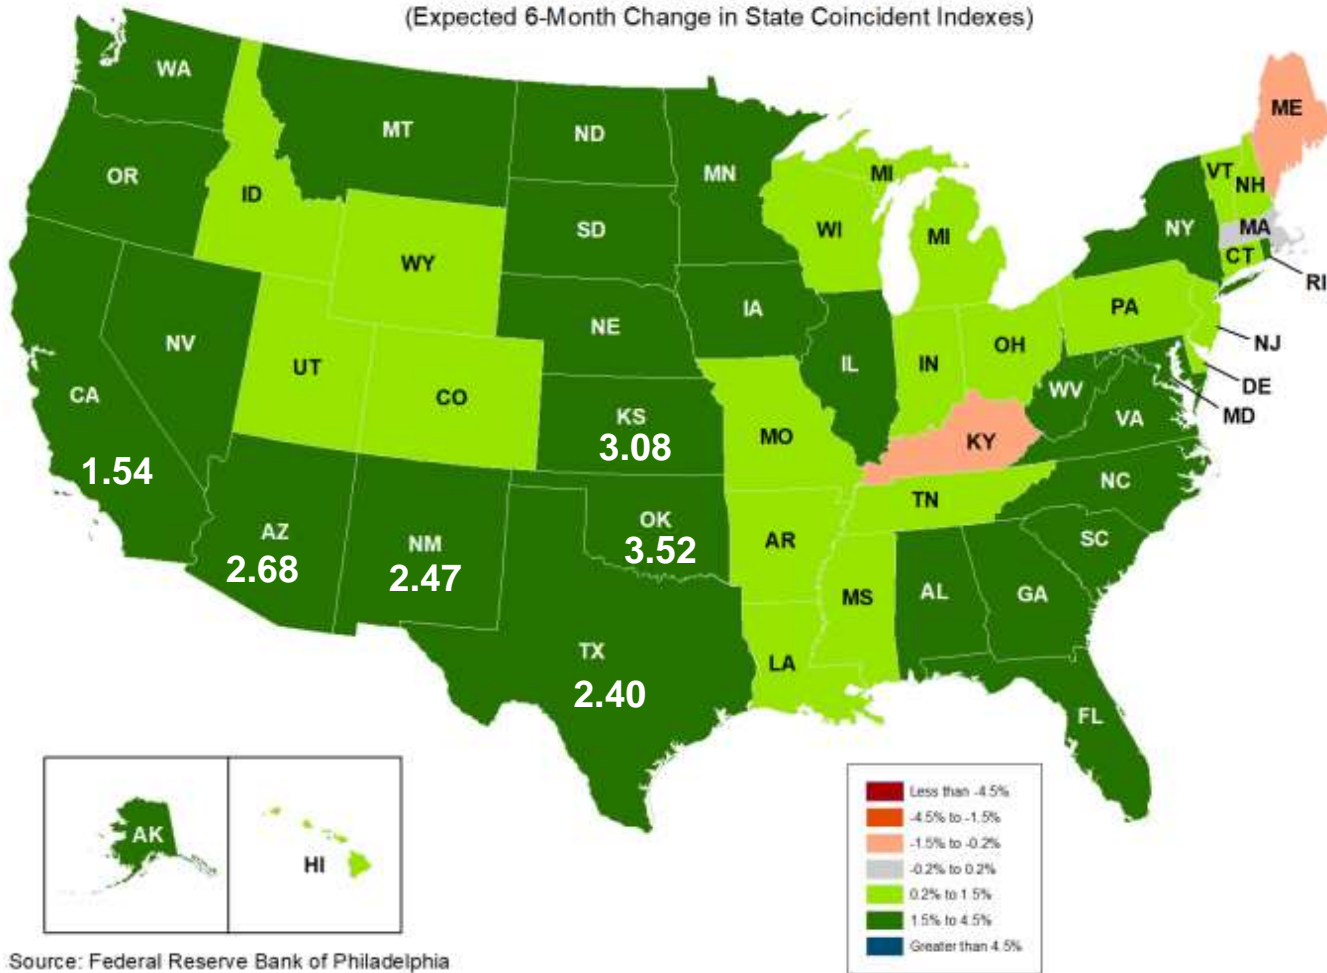 (Expected 6-Month Change in State Coincident Indexes)
WA
MT
ND
MN
ME
OR
ID
SD
WI
MI
MI
VT
NH
NY
MA
CT
RI
WY
NE
IA
PA
NJ
NV
UT
CO
IL
IN
OH
DE
MD
CA
1.54
KS
3.08
MO
KY
WV
VA
AZ
2.68
NM
2.47
OK
3.52
AR
TN
NC
SC
TX
2.40
LA
MS
AL
GA
FL
AK
HI
Less than -4.5%
-4.5% to -1.5%
-1.5% to -0.2%
-0.2% to 0.2%
0.2% to 1.5%
1.5% to 4.5%
Greater than 4.5%
Source: Federal Reserve Bank of Philadelphia